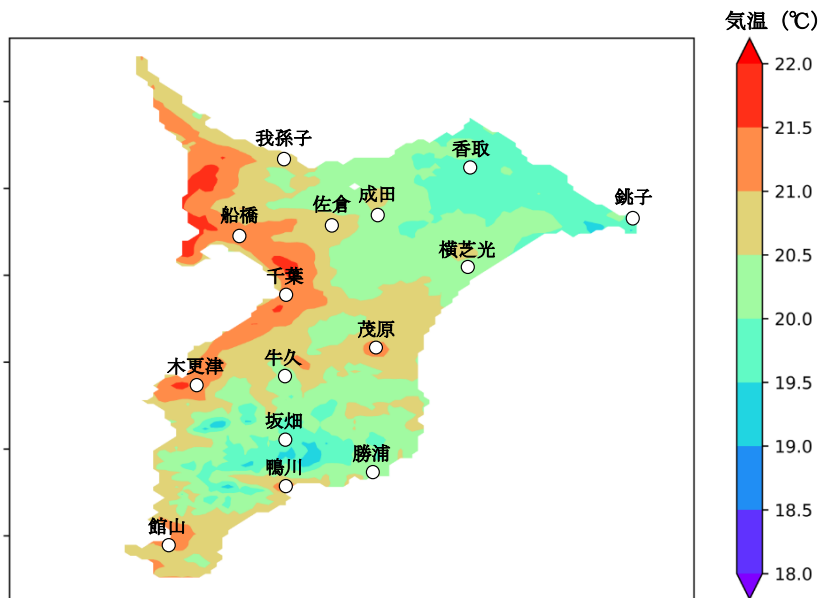 気温（℃）
22.0
21.5
21.0
20.5
20.0
19.5
19.0
18.5
18.0
我孫子
香取
成田
銚子
佐倉
船橋
横芝光
千葉
茂原
牛久
木更津
坂畑
勝浦
鴨川
館山